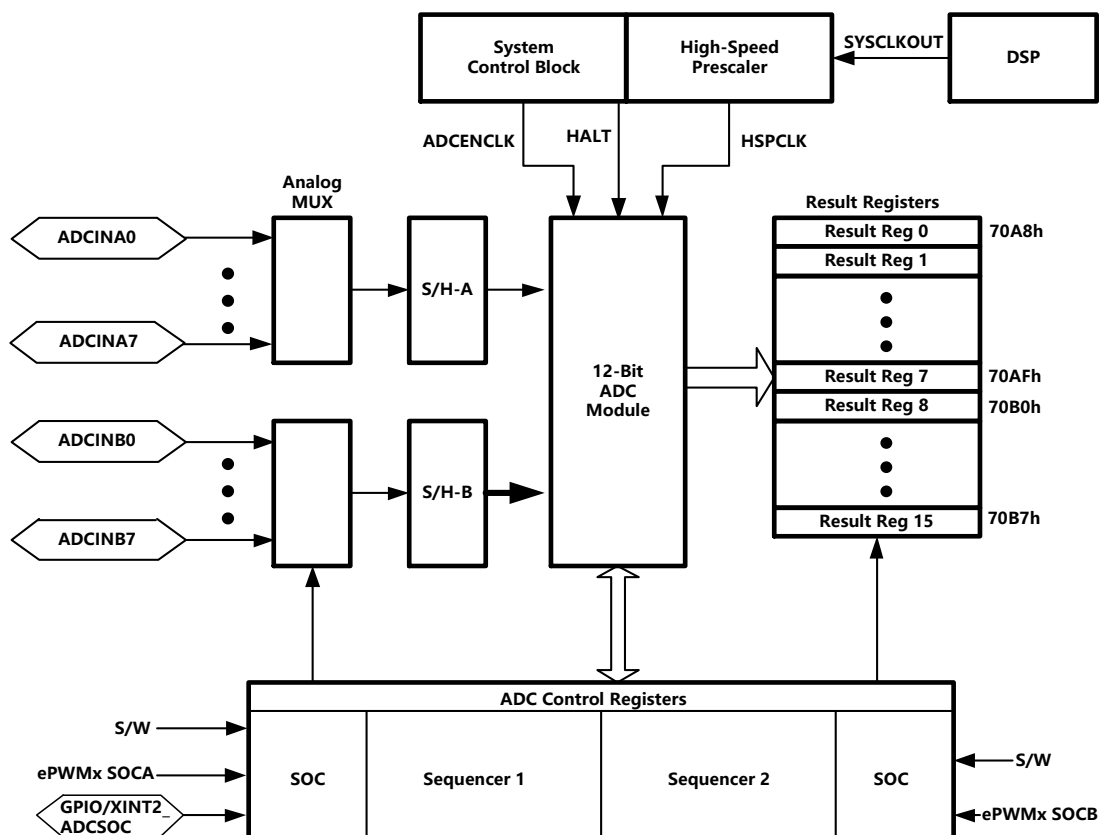 System
Control Block
High-Speed
Prescaler
SYSCLKOUT
DSP
ADCENCLK
HALT
HSPCLK
Analog
MUX
Result Registers
ADCINA0
Result Reg 0
70A8h
Result Reg 1
S/H-A
ADCINA7
12-Bit
ADC
Module
Result Reg 7
70AFh
Result Reg 8
70B0h
ADCINB0
S/H-B
ADCINB7
Result Reg 15
70B7h
ADC Control Registers
S/W
ePWMx SOCA
GPIO/XINT2_
ADCSOC
SOC
Sequencer 1
Sequencer 2
SOC
S/W
ePWMx SOCB